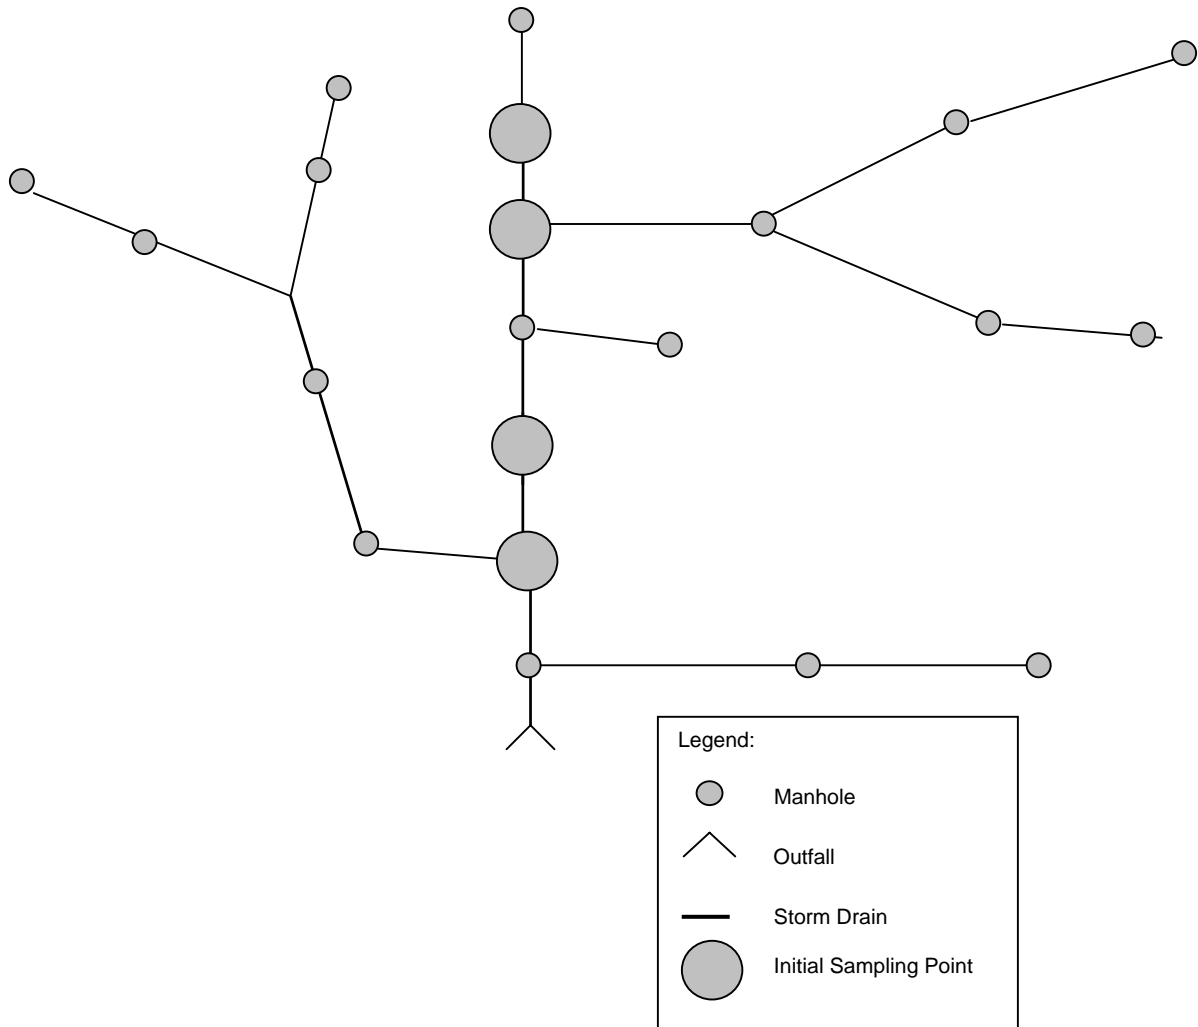 Legend:
Manhole
Outfall
Storm Drain
Initial Sampling Point